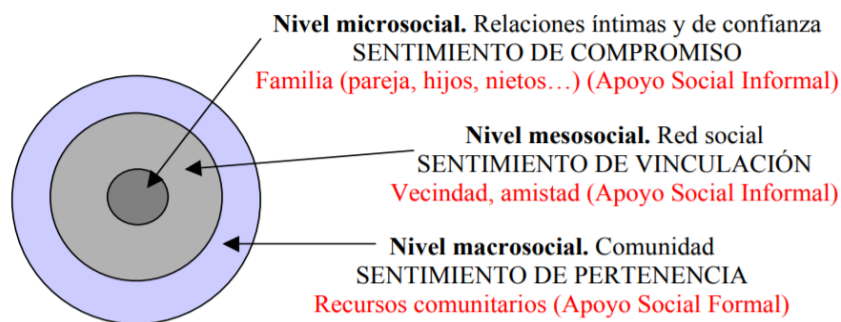 Nivel microsocial. Relaciones íntimas y de confianza
SENTIMIENTO DE COMPROMISO
Familia (pareja, hijos, nietos…) (Apoyo Social Informal)
Nivel mesosocial. Red social
SENTIMIENTO DE VINCULACIÓN
Vecindad, amistad (Apoyo Social Informal)
Nivel macrosocial. Comunidad
SENTIMIENTO DE PERTENENCIA
Recursos comunitarios (Apoyo Social Formal)